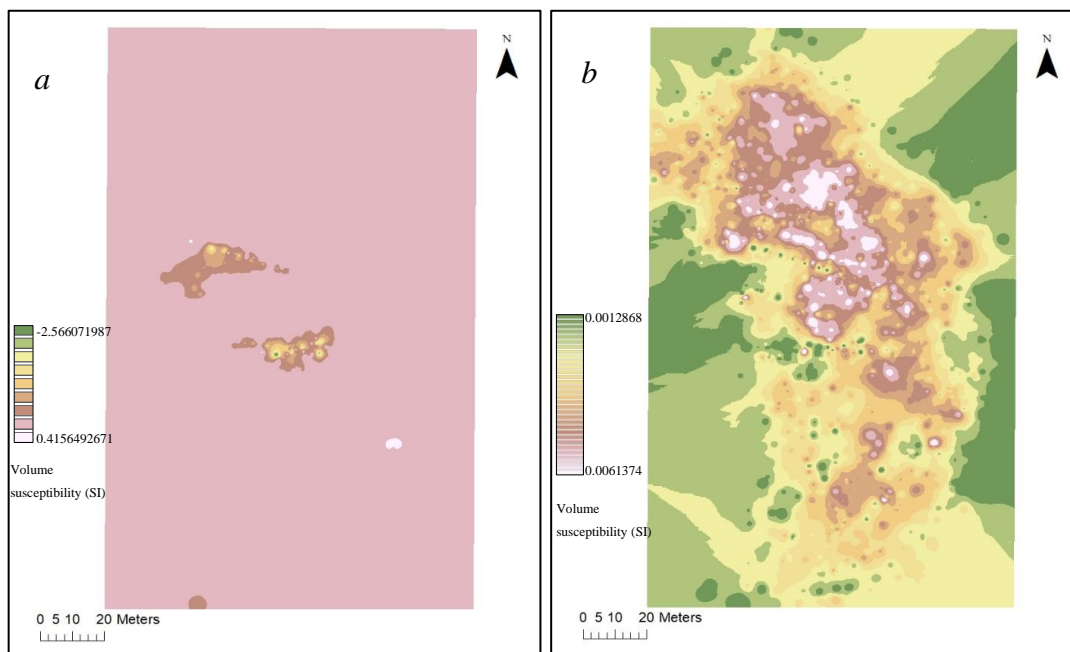 a
N
-2.566071987
0.4156492671
Volume
susceptibility (SI)
0 5 10 20 Meters
b
N
0.0012868
0.0061374
Volume
susceptibility (SI)
0 5 10 20 Meters